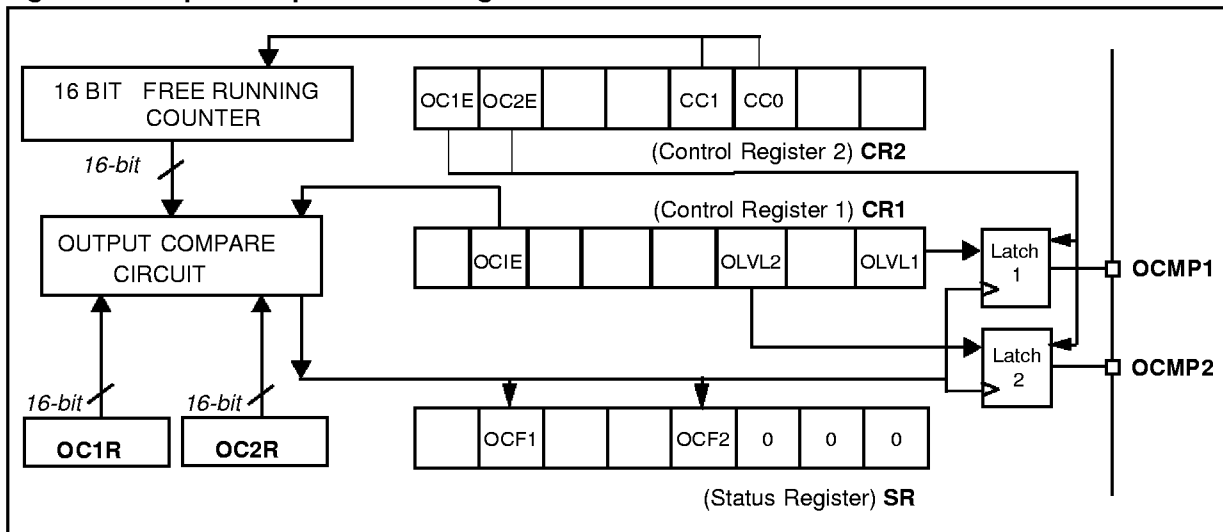 16 BIT FREE RUNNING
COUNTER
OC1E OC2E CC1 CC0
16-bit
(Control Register 2) CR2
(Control Register 1) CR1
OUTPUT COMPARE
CIRCUIT
OCIE OLVL2 OLVL1
Latch
1
OCMP1
Latch
2
OCMP2
16-bit 16-bit
OC1R OC2R
OCF1 OCF2 0 0 0
(Status Register) SR